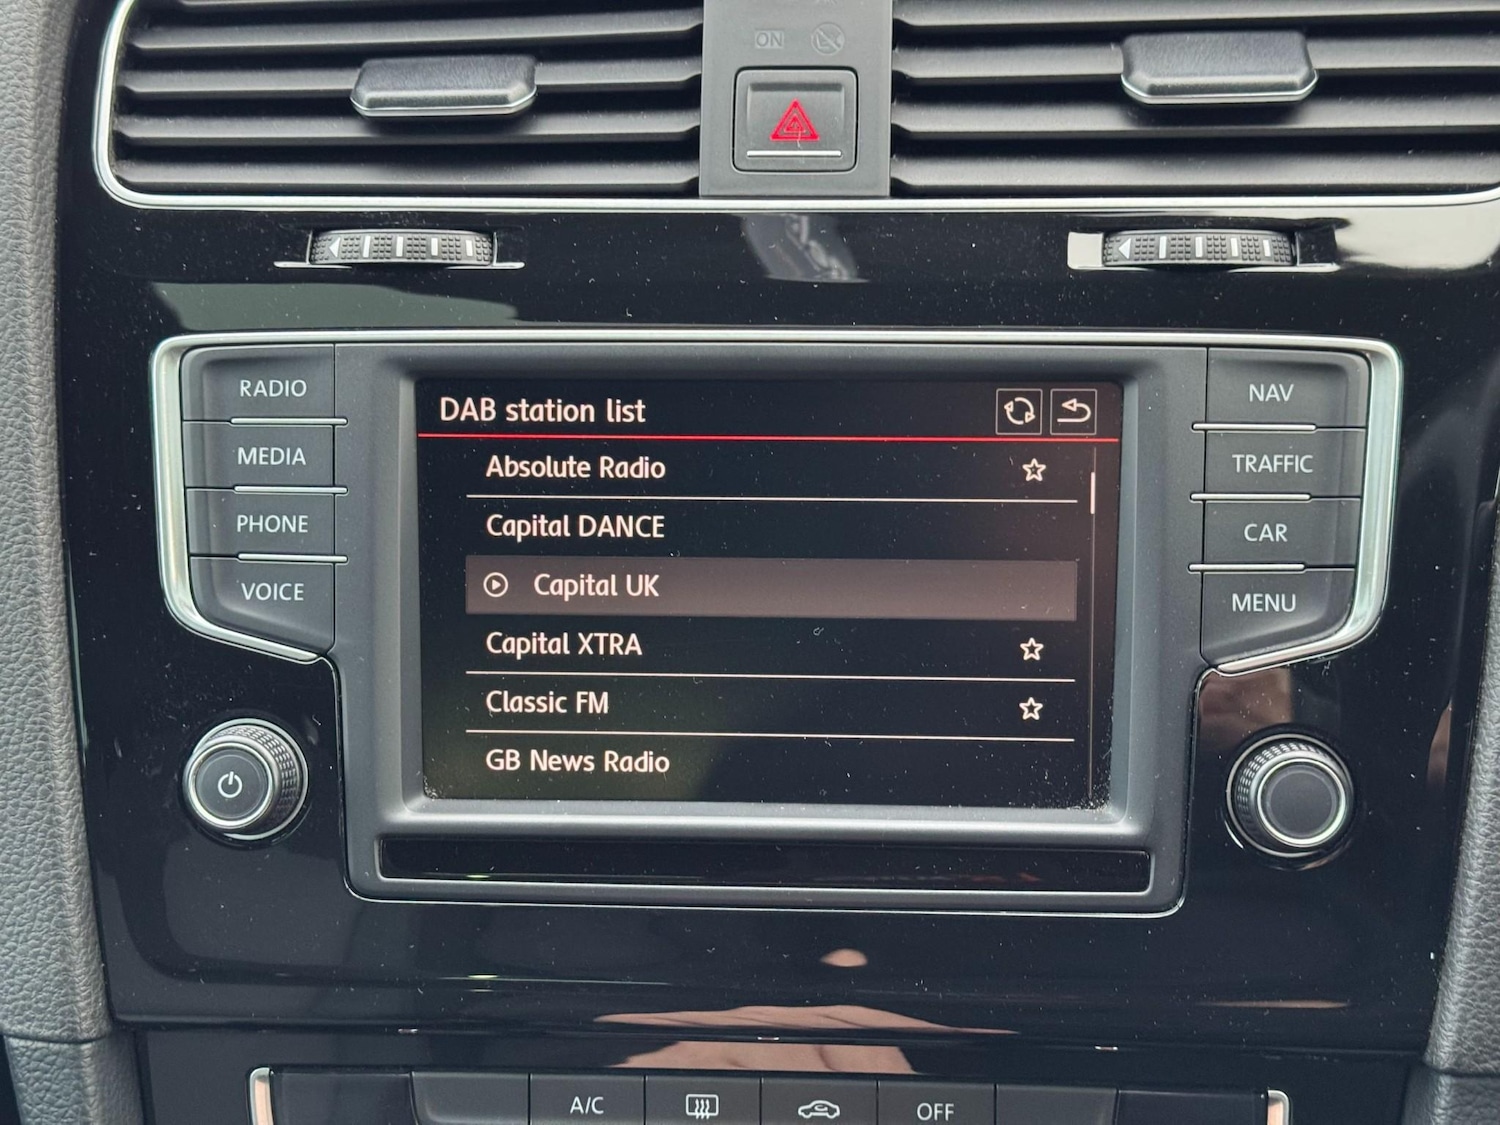 ON
DAB station list
RADIO
MEDIA
PHONE
VOICE
Absolute Radio
Capital DANCE
Capital UK
Capital XTRA
Classic FM
GB News Radio
NAV
TRAFFIC
CAR
MENU
A/C
OFF